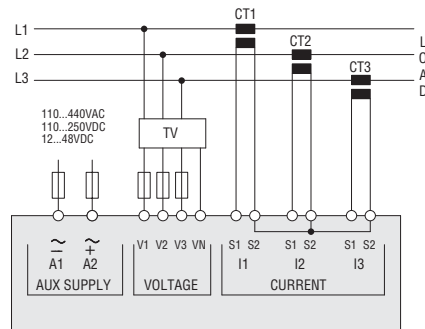 CT1
L1
CT2
L2
CT3
L3
L
O
A
D
110...440VAC
110...250VDC
12...48VDC
TV
V1 V2 V3 VN
S1 S2 S1 S2 S1 S2
A1 A2
I1 I2 I3
AUX SUPPLY VOLTAGE CURRENT